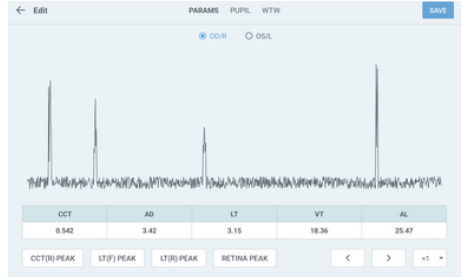 ← Edit PARAMS PUPIL WTW SAVE
OD/R OS/L
CCT AD LT VT AL
0.542 3.42 3.15 18.36 25.47
CCT(R) PEAK LT(F) PEAK LT(R) PEAK RETINA PEAK < > ×1